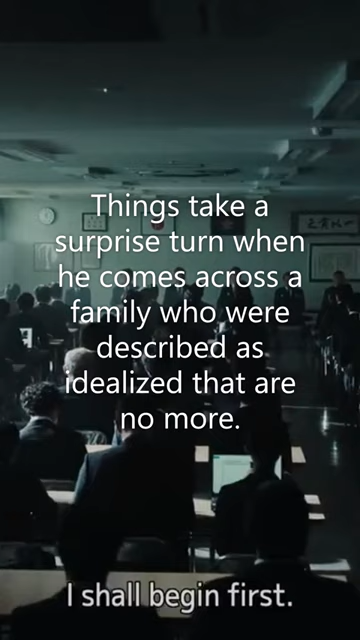 Things take a
surprise turn when
he comes across a
family who were
described as
idealized that are
no more.
I shall begin first.